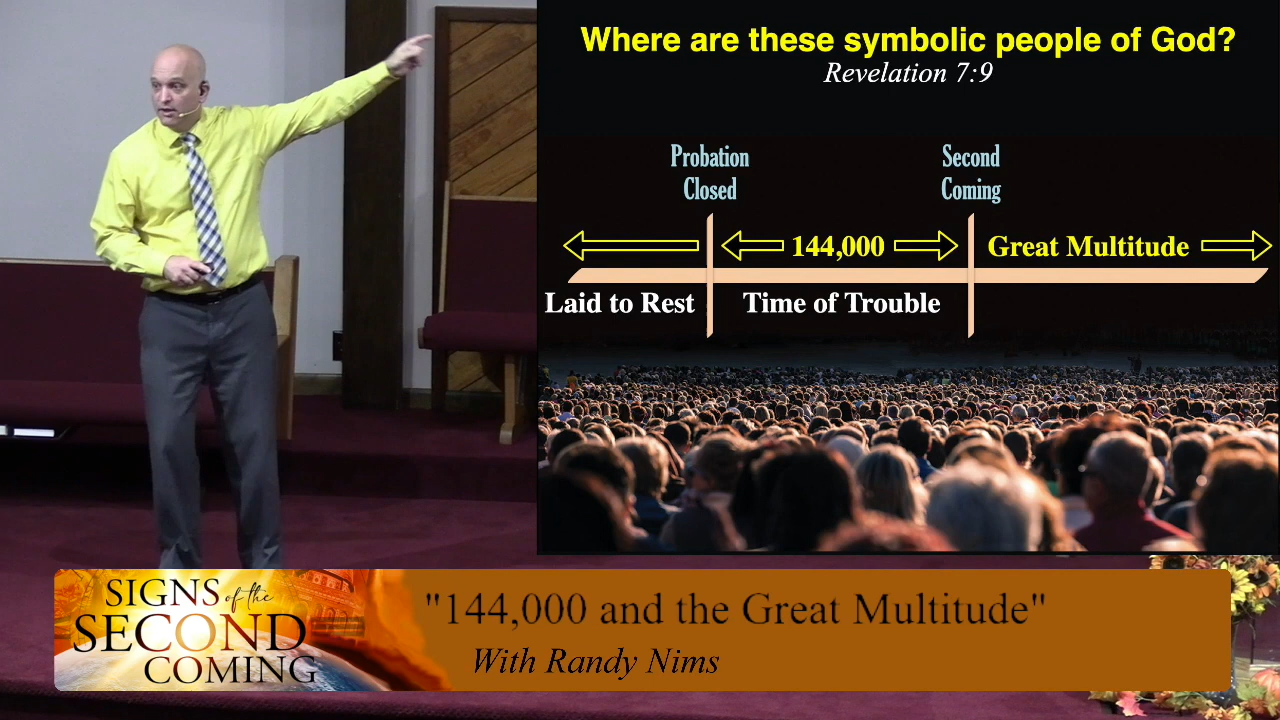 Where are these symbolic people of God?
Revelation 7:9
Probation
Closed
Second
Coming
144,000
Great Multitude
Laid to Rest
Time of Trouble
SIGNS of the
SECOND
COMING
"144,000 and the Great Multitude"
With Randy Nims